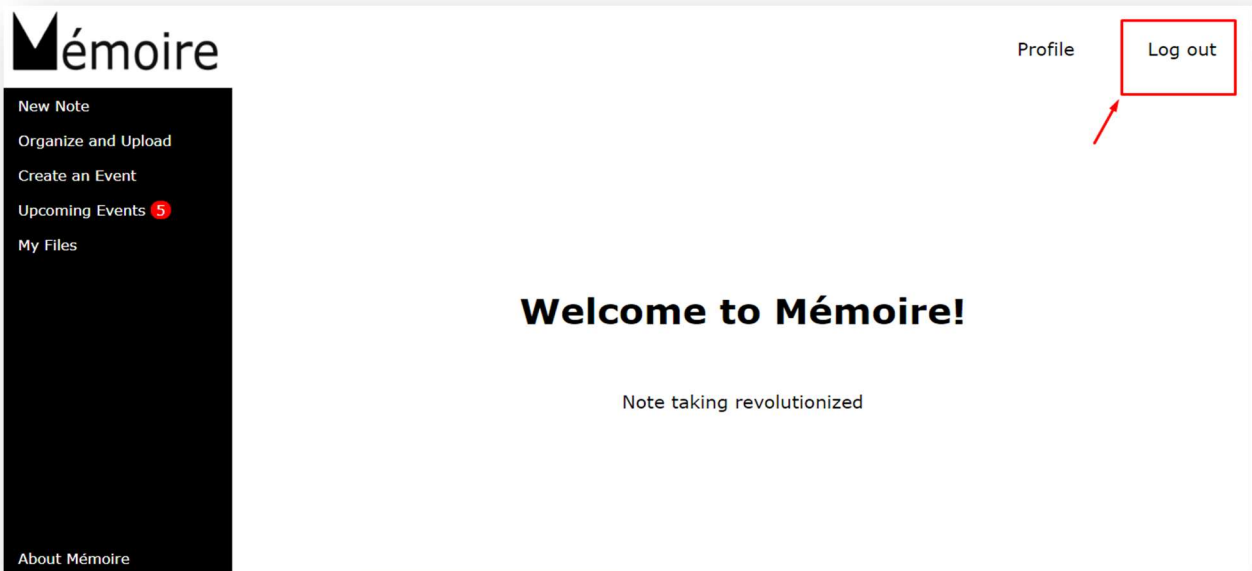 Mémoire
Profile
Log out
New Note
Organize and Upload
Create an Event
Upcoming Events 5
My Files
Welcome to Mémoire!
Note taking revolutionized
About Mémoire